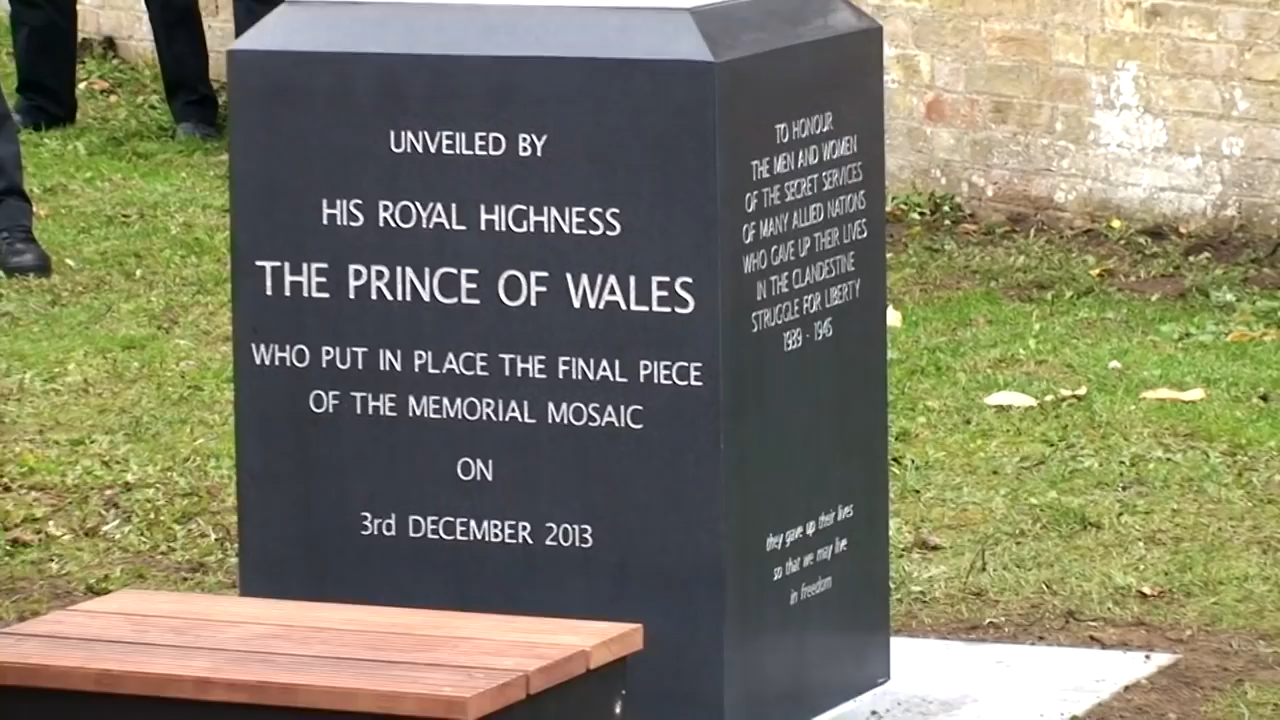 UNVEILED BY
HIS ROYAL HIGHNESS
THE PRINCE OF WALES
WHO PUT IN PLACE THE FINAL PIECE
OF THE MEMORIAL MOSAIC
ON
3rd DECEMBER 2013
TO HONOUR
THE MEN AND WOMEN
OF THE SECRET SERVICES
OF MANY ALLIED NATIONS
WHO GAVE UP THEIR LIVES
IN THE CLANDESTINE
STRUGGLE FOR LIBERTY
1939 - 1945
they gave up their lives
so that we may live
in freedom